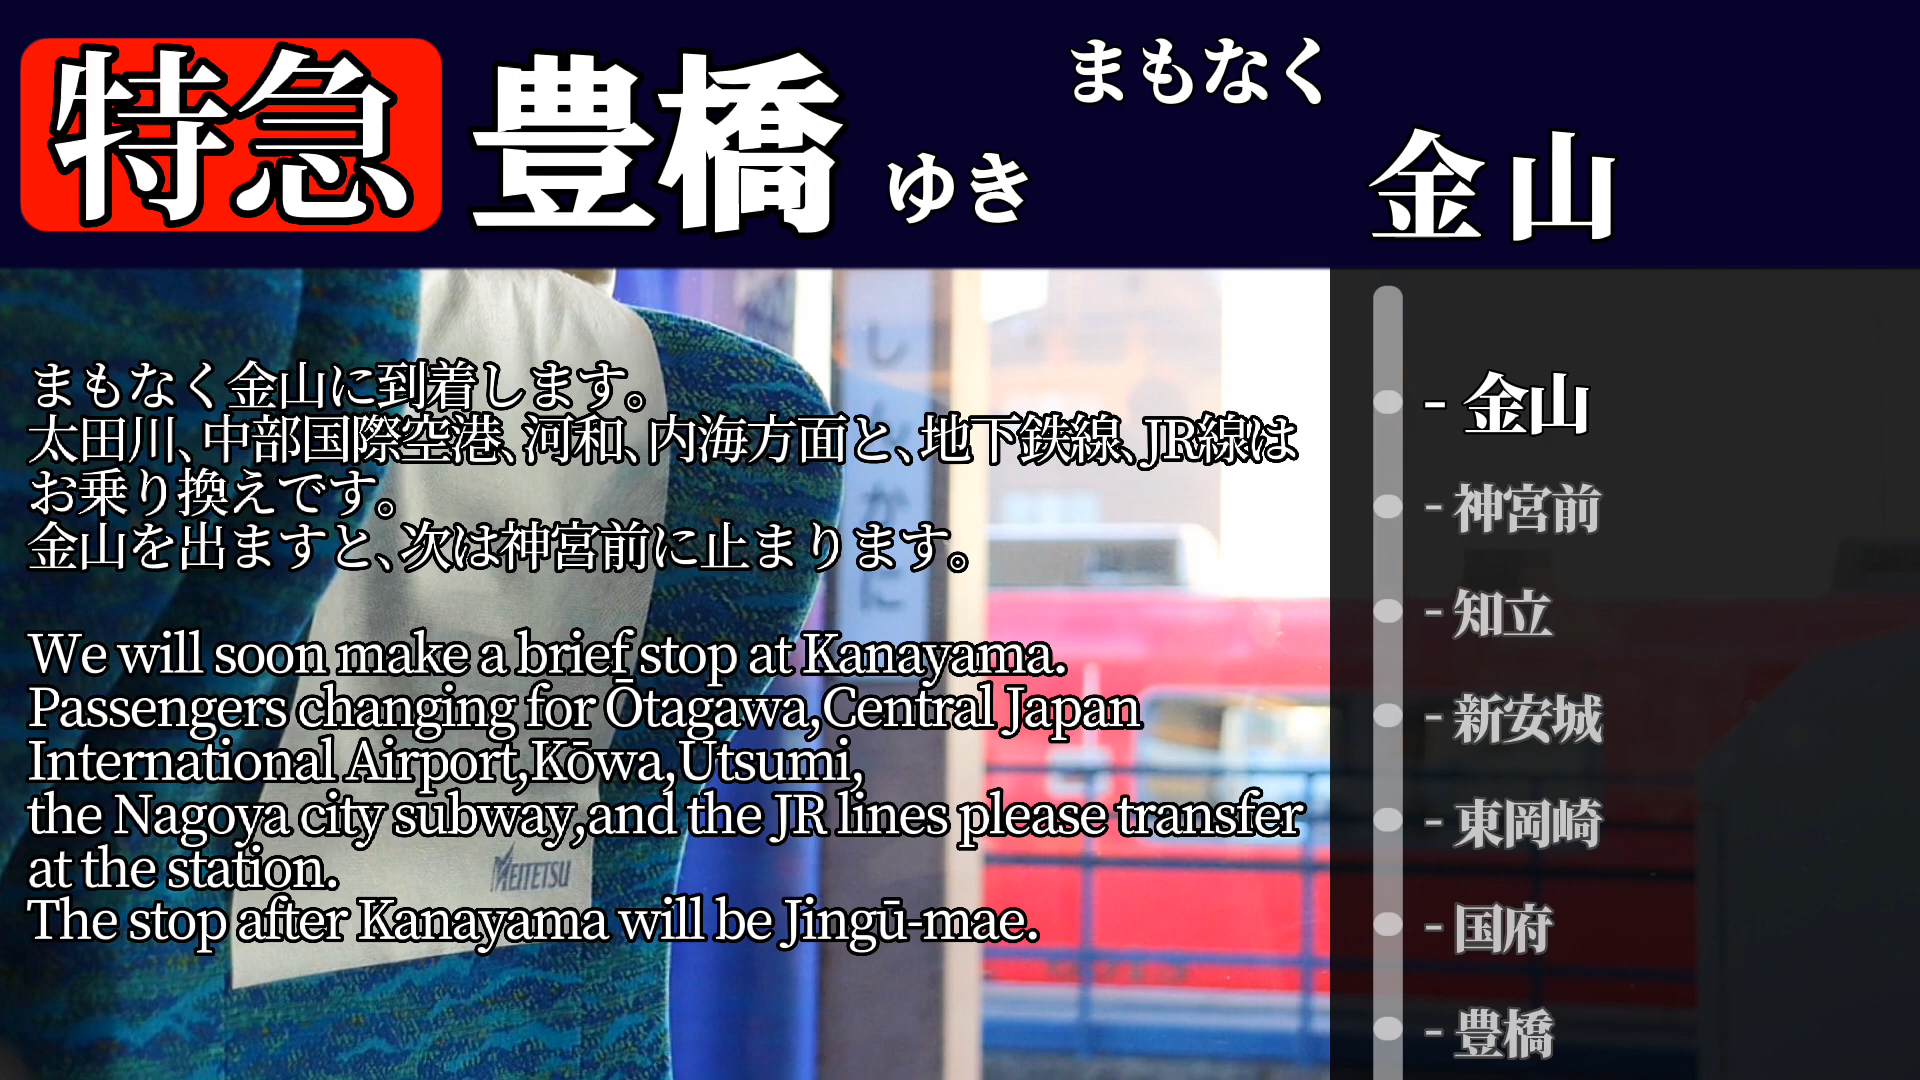 特急 豊橋 ゆき
まもなく
金山
まもなく金山に到着します。
太田川、中部国際空港、河和、内海方面と、地下鉄線、JR線は
お乗り換えです。
金山を出ますと、次は神宮前に止まります。
We will soon make a brief stop at Kanayama.
Passengers changing for Ōtagawa,Central Japan
International Airport,Kōwa,Utsumi,
the Nagoya city subway,and the JR lines please transfer
at the station.
The stop after Kanayama will be Jingū-mae.
MEITETSU
- 金山
- 神宮前
- 知立
- 新安城
- 東岡崎
- 国府
- 豊橋